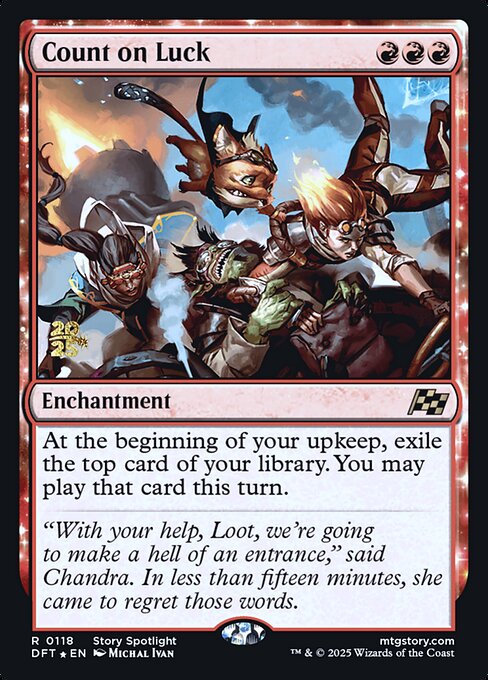 Count on Luck
2025
Enchantment
At the beginning of your upkeep, exile
the top card of your library. You may
play that card this turn.
“With your help, Loot, we’re going
to make a hell of an entrance,” said
Chandra. In less than fifteen minutes, she
came to regret those words.
R 0118 Story Spotlight mtgstory.com
DFT ★ EN Michal Ivan ™ & © 2025 Wizards of the Coast